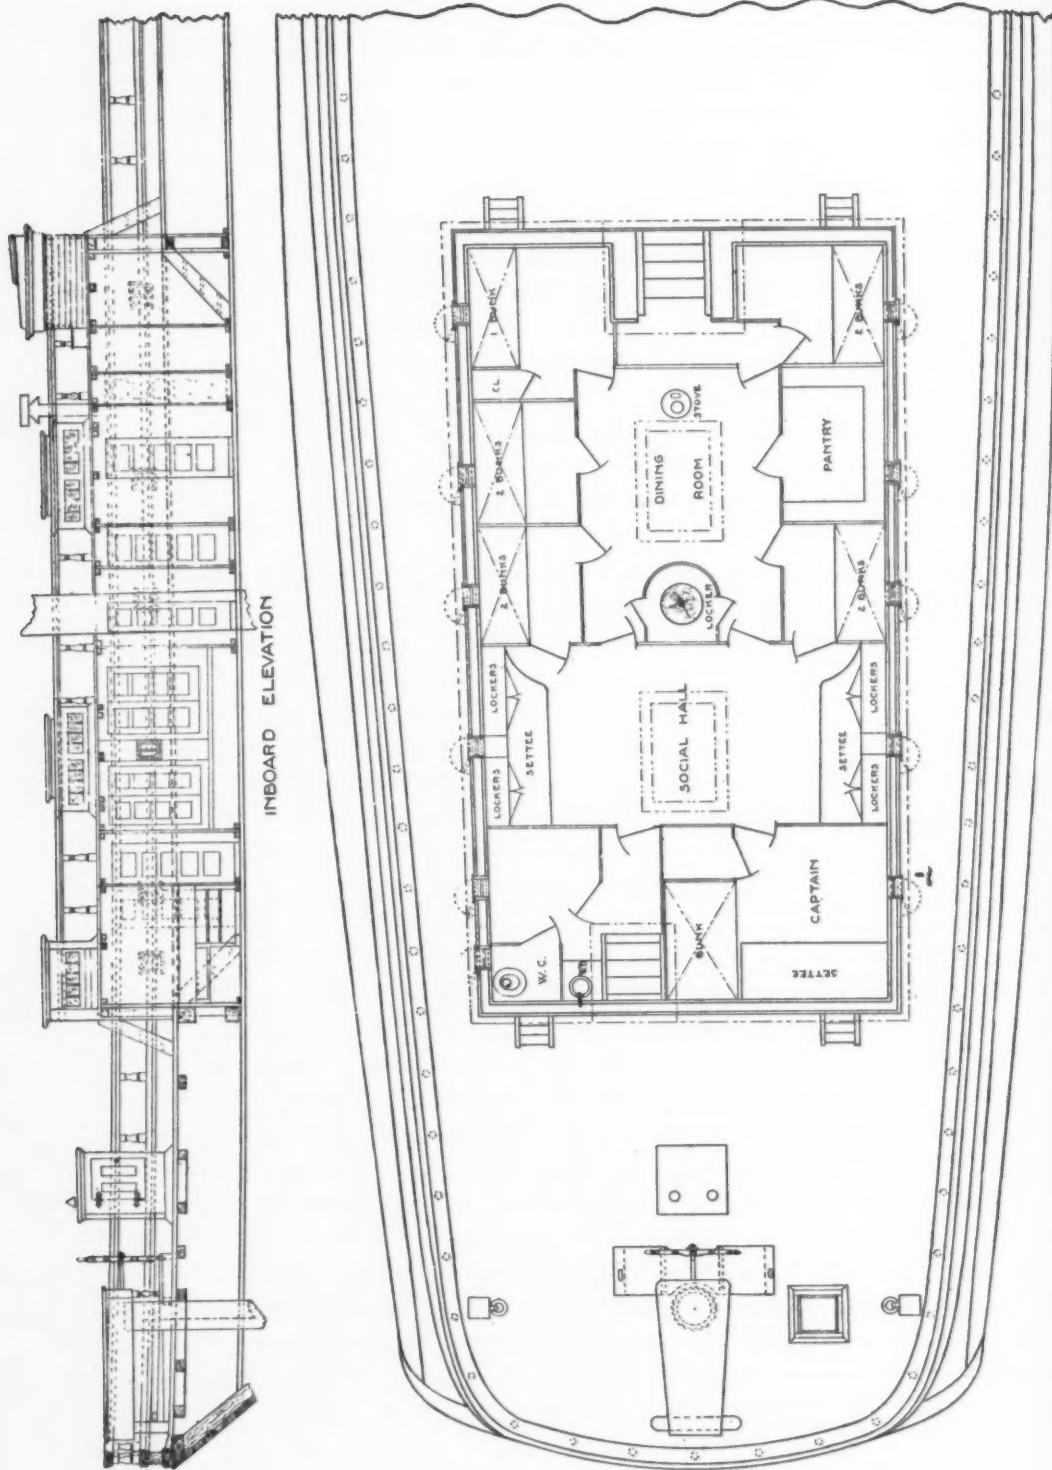 INBOARD ELEVATION
1 BUNK
2 BUNKS
CL.
2 BUNKS
STOVE
DINING
ROOM
PANTRY
2 BUNKS
LOCKER
2 BUNKS
LOCKERS
SETTEE
LOCKERS
SOCIAL HALL
SETTEE
LOCKERS
LOCKERS
W.C.
BUNK
CAPTAIN
SETTEE